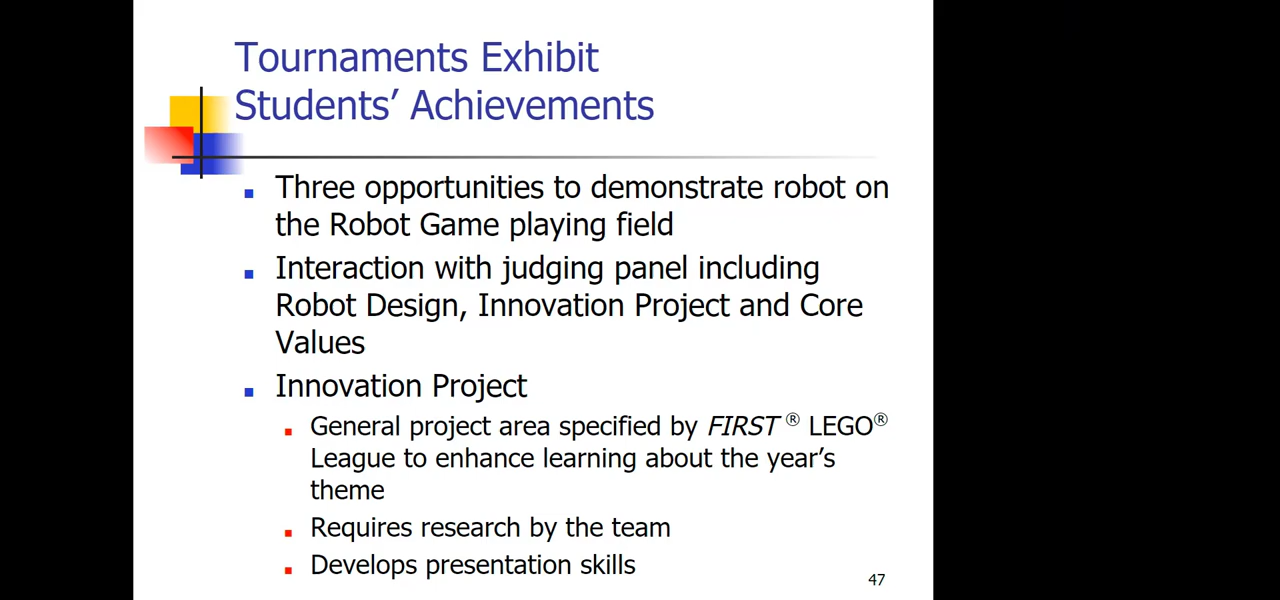 Tournaments Exhibit
Students’ Achievements
Three opportunities to demonstrate robot on
the Robot Game playing field
Interaction with judging panel including
Robot Design, Innovation Project and Core
Values
Innovation Project
General project area specified by FIRST ® LEGO®
League to enhance learning about the year’s
theme
Requires research by the team
Develops presentation skills
47